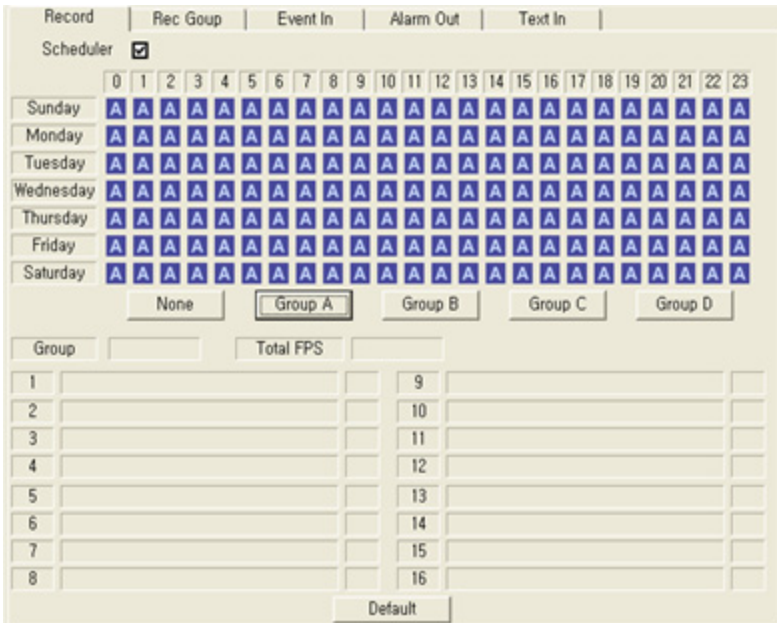 Record Rec Goup Event In Alarm Out Text In
Scheduler
0 1 2 3 4 5 6 7 8 9 10 11 12 13 14 15 16 17 18 19 20 21 22 23
Sunday A A A A A A A A A A A A A A A A A A A A A A A A
Monday A A A A A A A A A A A A A A A A A A A A A A A A
Tuesday A A A A A A A A A A A A A A A A A A A A A A A A
Wednesday A A A A A A A A A A A A A A A A A A A A A A A A
Thursday A A A A A A A A A A A A A A A A A A A A A A A A
Friday A A A A A A A A A A A A A A A A A A A A A A A A
Saturday A A A A A A A A A A A A A A A A A A A A A A A A
None Group A Group B Group C Group D
Group Total FPS
1 9
2 10
3 11
4 12
5 13
6 14
7 15
8 16
Default